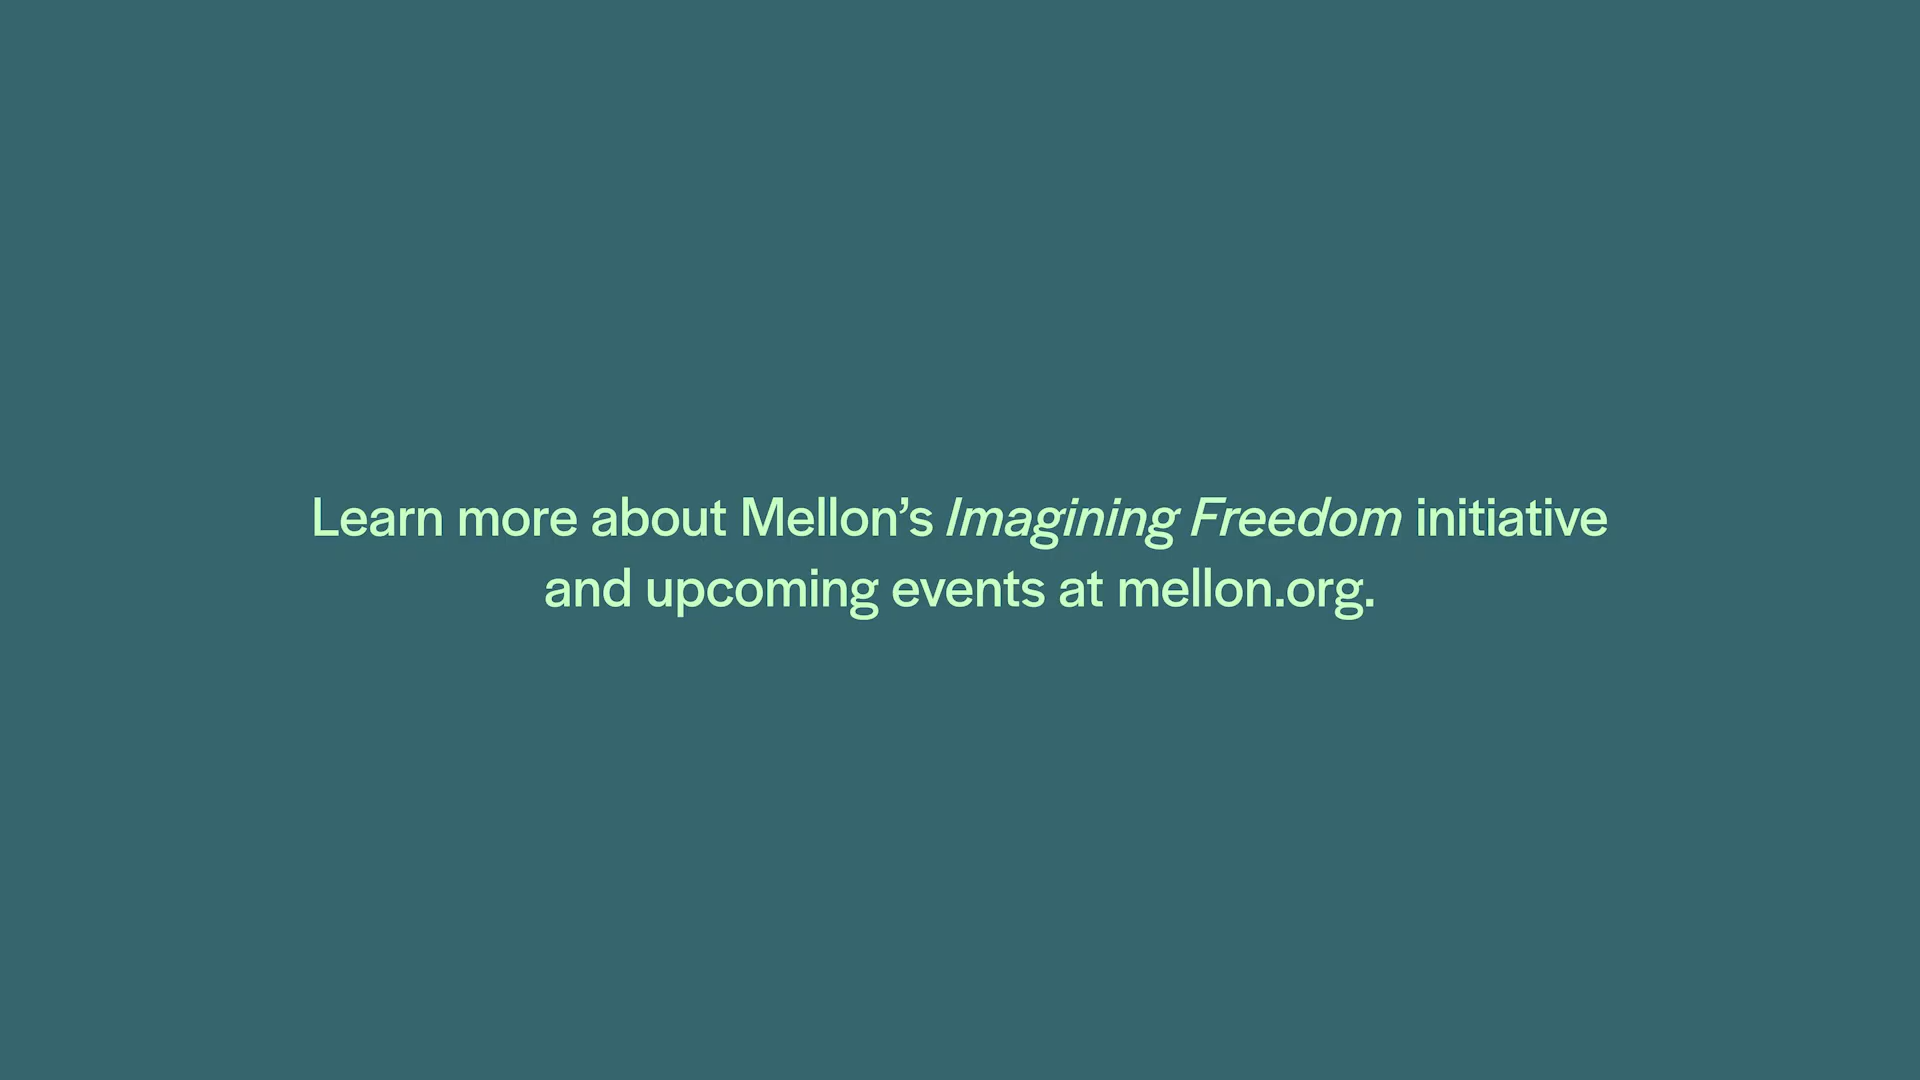 Learn more about Mellon’s Imagining Freedom initiative
and upcoming events at mellon.org.